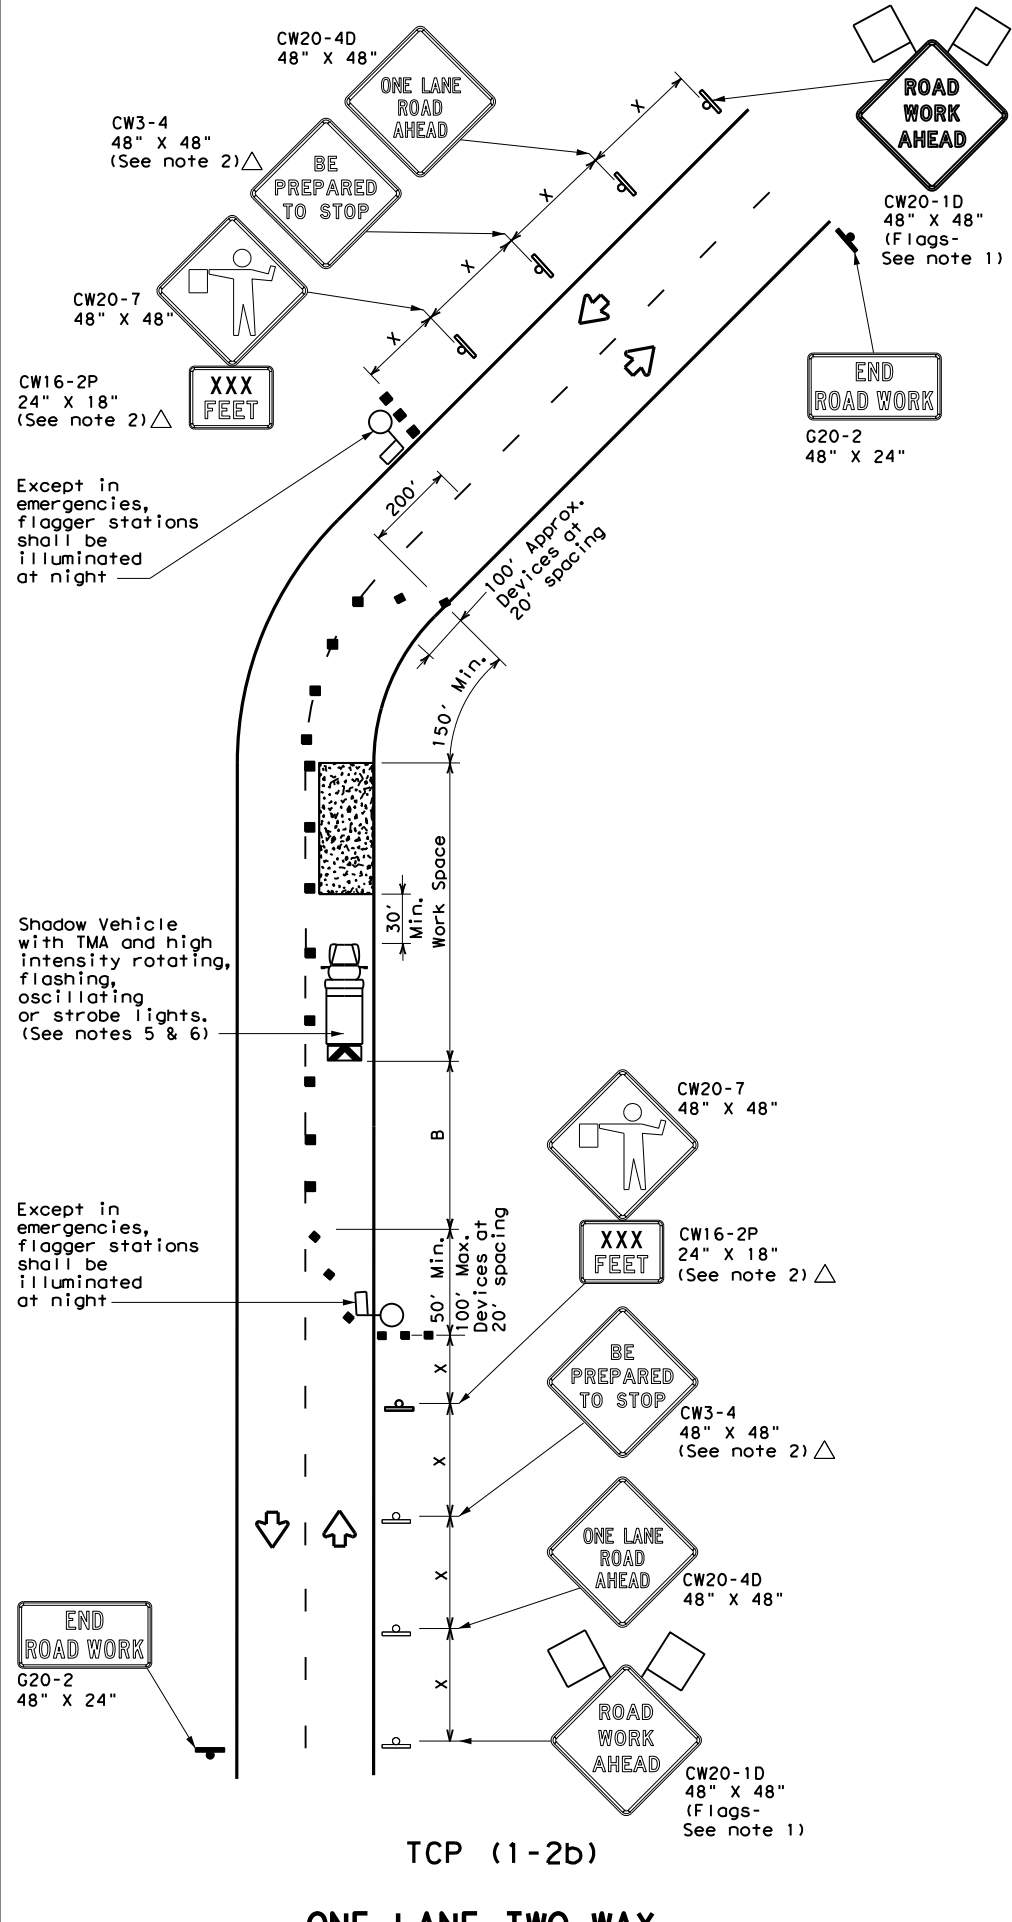 CW20-4D
48" X 48"
ONE LANE
ROAD
AHEAD
X
ROAD
WORK
AHEAD
CW20-1D
48" X 48"
(Flags-
See note 1)
CW3-4
48" X 48"
(See note 2)
BE
PREPARED
TO STOP
X
X
X
CW20-7
48" X 48"
CW16-2P
24" X 18"
(See note 2)
XXX
FEET
END
ROAD WORK
G20-2
48" X 24"
Except in
emergencies,
flagger stations
shall be
illuminated
at night
200'
100' Approx.
Devices at
20' spacing
150' Min.
Work Space
30'
Min.
Shadow Vehicle
with TMA and high
intensity rotating,
flashing,
oscillating
or strobe lights.
(See notes 5 & 6)
B
CW20-7
48" X 48"
XXX
FEET
CW16-2P
24" X 18"
(See note 2)
Except in
emergencies,
flagger stations
shall be
illuminated
at night
50' Min.
100' Max.
Devices at
20' spacing
X
BE
PREPARED
TO STOP
CW3-4
48" X 48"
(See note 2)
X
ONE LANE
ROAD
AHEAD
CW20-4D
48" X 48"
X
END
ROAD WORK
G20-2
48" X 24"
X
ROAD
WORK
AHEAD
CW20-1D
48" X 48"
(Flags-
See note 1)
TCP (1-2b)
ONE LANE TWO WAY